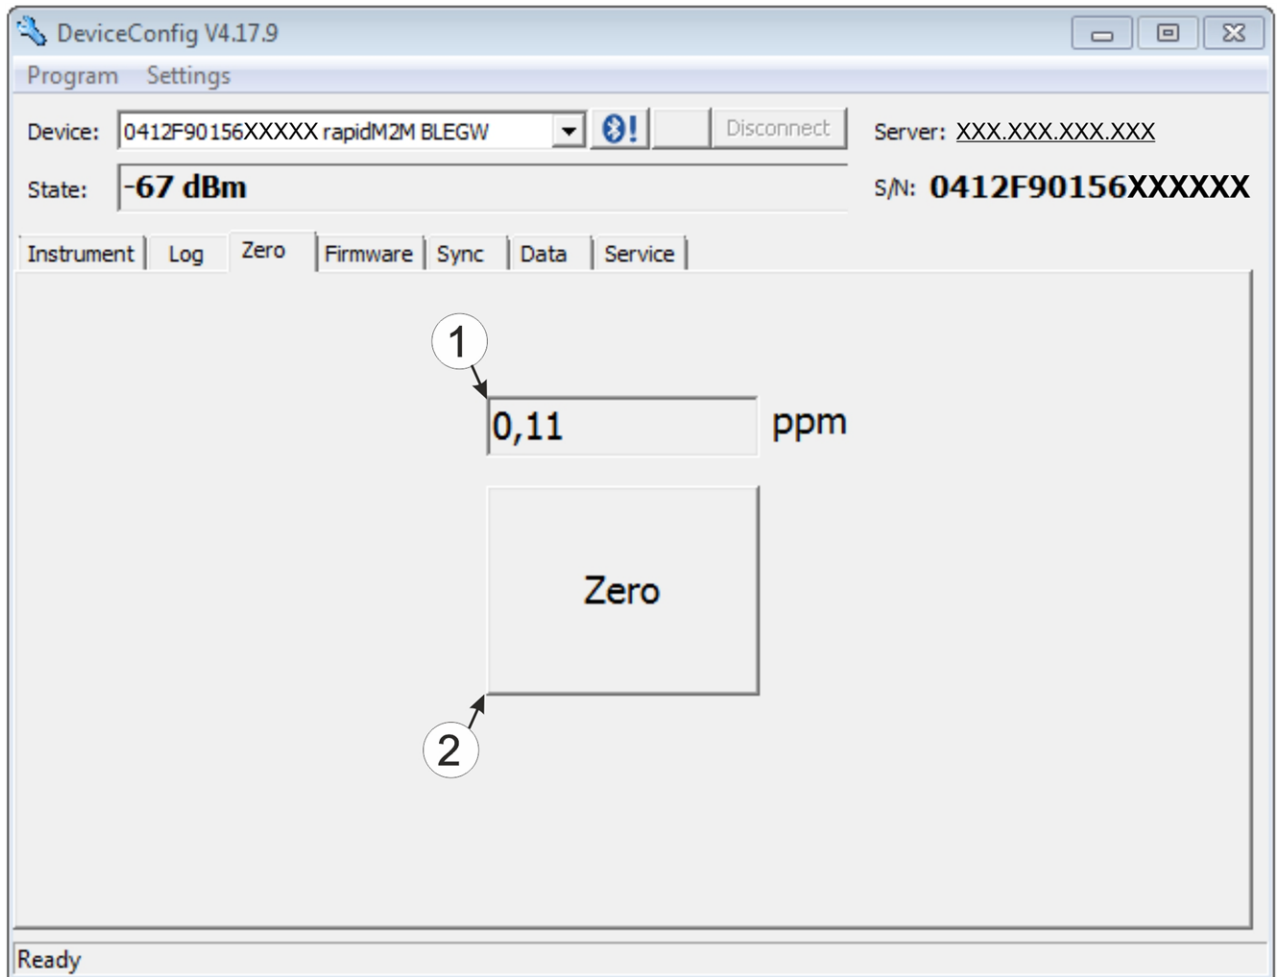 DeviceConfig V4.17.9
Program Settings
Device: 0412F90156XXXXX rapidM2M BLEGW ! Disconnect Server: XXX.XXX.XXX.XXX
State: -67 dBm S/N: 0412F90156XXXXXX
Instrument Log Zero Firmware Sync Data Service
1
0,11 ppm
Zero
2
Ready